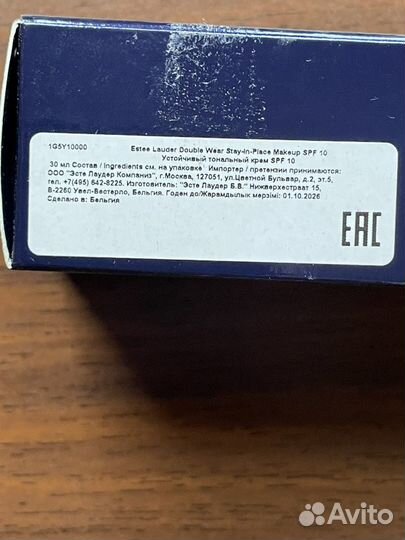 1G5Y10000 Estee Lauder Double Wear Stay-In-Place Makeup SPF 10
Устойчивый тональный крем SPF 10
30 мл Состав / Ingredients см. на упаковке Импортер / претензии принимаются:
ООО "Эсте Лаудер Компаниз", г.Москва, 127051, ул.Цветной Бульвар, д.2, эт.5,
тел. +7(495) 642-8225. Изготовитель: "Эсте Лаудер Б.В." Нижверхестраат 15,
B-2260 Увел-Вестерло, Бельгия. Годен до/Жарамдылық мерзімі: 01.10.2026
Сделано в: Бельгия
EAC
Avito